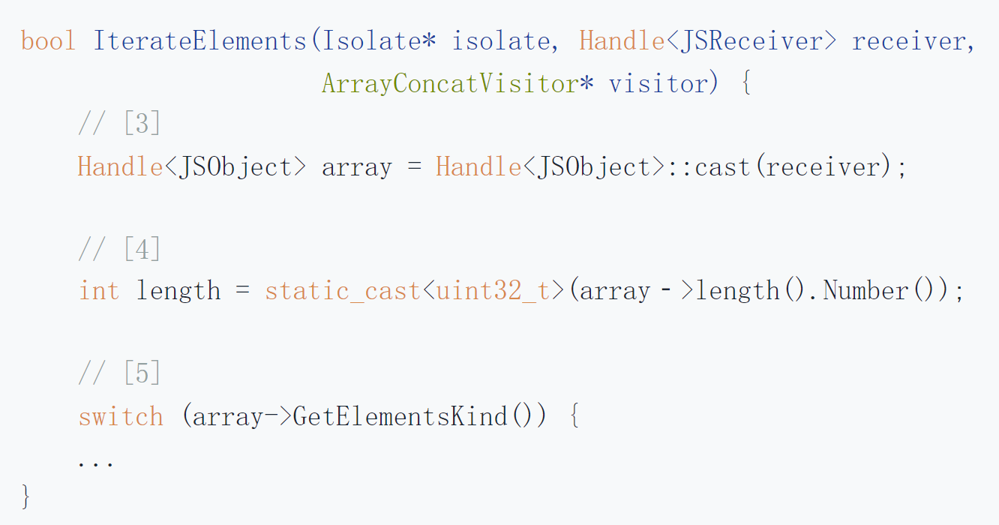 bool IterateElements(Isolate* isolate, Handle<JSReceiver> receiver,
ArrayConcatVisitor* visitor) {
// [3]
Handle<JSObject> array = Handle<JSObject>::cast(receiver);
// [4]
int length = static_cast<uint32_t>(array->length().Number());
// [5]
switch (array->GetElementsKind()) {
...
}